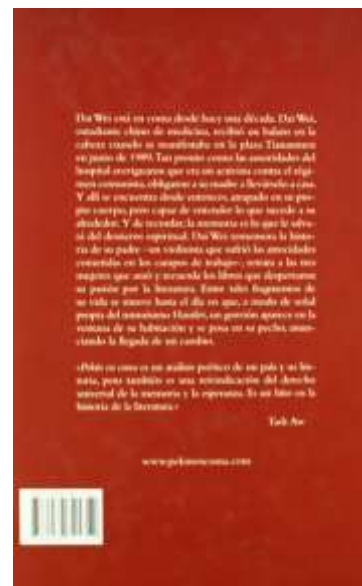 Dai Wei está en coma desde hace una década. Dai Wei,
estudiante chino de medicina, recibió un balazo en la
cabeza cuando se manifestaba en la plaza Tiananmen
en junio de 1989. Tan pronto como las autoridades del
hospital averiguaron que era un activista contra el régi-
men comunista, obligaron a su madre a llevárselo a casa.
Y allí se encuentra desde entonces, atrapado en su pro-
pio cuerpo, pero capaz de entender lo que sucede a su
alrededor. Y de recordar; la memoria es lo que le salva-
rá del desierto espiritual. Dai Wei rememora la histo-
ria de su padre –un violinista que sufrió las atrocidades
cometidas en los campos de trabajo–, retrata a las tres
mujeres que amó y recuerda los libros que despertaron
su pasión por la literatura. Entre tales fragmentos de
su vida se mueve hasta el día en que, a modo de señal
propia del mismísimo Hamlet, un gorrión aparece en la
ventana de su habitación y se posa en su pecho, anun-
ciando la llegada de un cambio.
«Pekín en coma es un análisis poético de un país y su his-
toria, pero también es una reivindicación del derecho
universal de la memoria y la esperanza. Es un hito en la
historia de la literatura.»
Tash Aw
www.pekinencoma.com